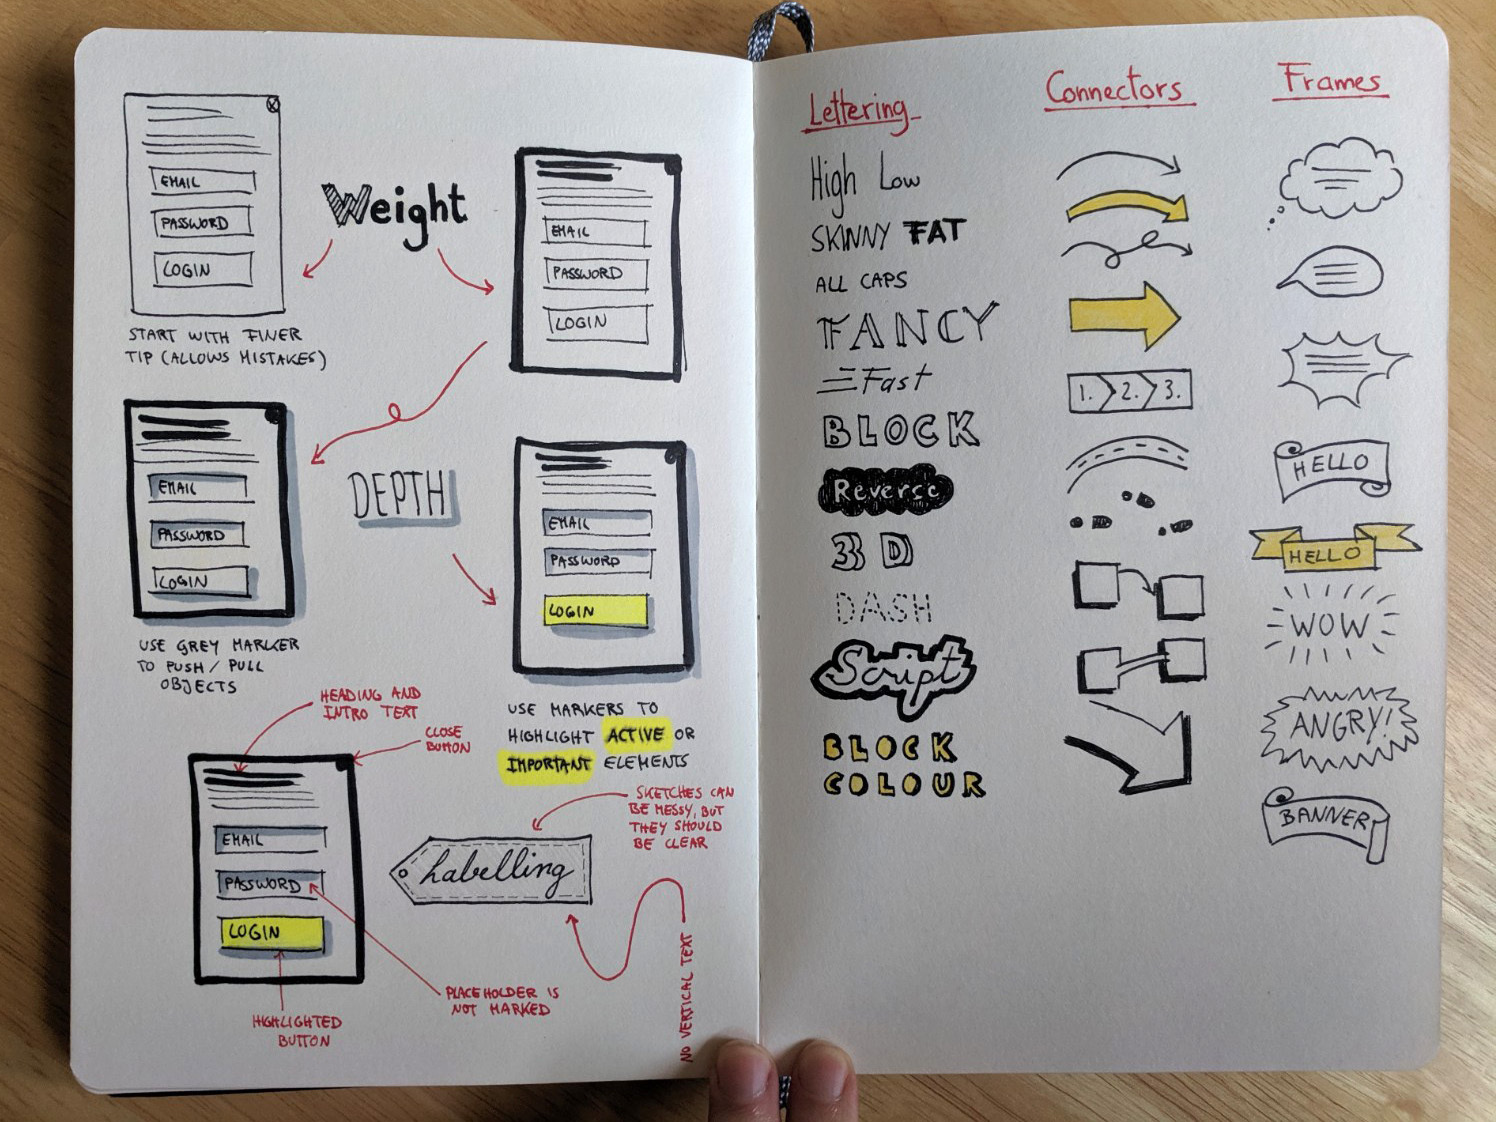 EMAIL
PASSWORD
LOGIN
START WITH FINER
TIP (ALLOWS MISTAKES)
Weight
EMAIL
PASSWORD
LOGIN
EMAIL
PASSWORD
LOGIN
USE GREY MARKER
TO PUSH / PULL
OBJECTS
DEPTH
EMAIL
PASSWORD
LOGIN
USE MARKERS TO
HIGHLIGHT ACTIVE OR
IMPORTANT ELEMENTS
HEADING AND
INTRO TEXT
CLOSE
BUTTON
EMAIL
PASSWORD
LOGIN
HIGHLIGHTED
BUTTON
PLACEHOLDER IS
NOT MARKED
Labelling
SKETCHES CAN
BE MESSY, BUT
THEY SHOULD
BE CLEAR
NO VERTICAL TEXT
Lettering
High Low
SKINNY FAT
ALL CAPS
FANCY
Fast
BLOCK
Reverse
3D
DASH
Script
BLOCK
COLOUR
Connectors
1. 2. 3.
Frames
HELLO
HELLO
WOW
ANGRY!
BANNER